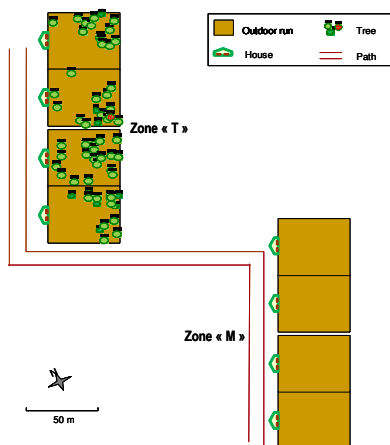 Outdoor run
Tree
House
Path
Zone « T »
Zone « M »
N
50 m